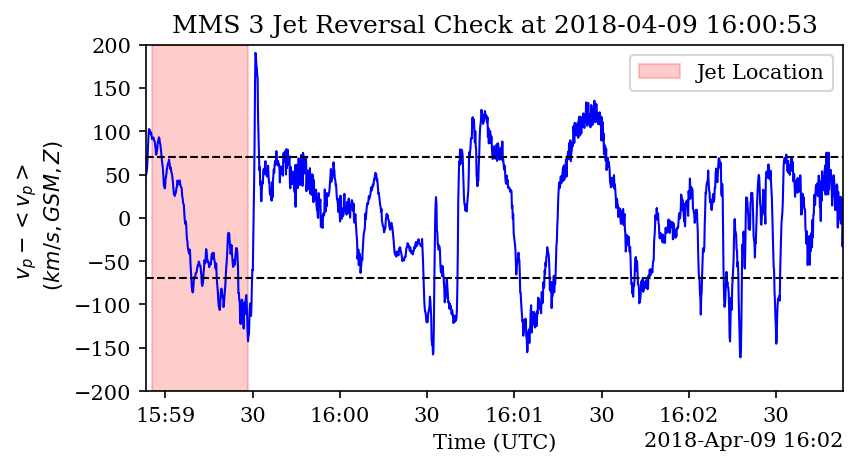 MMS 3 Jet Reversal Check at 2018-04-09 16:00:53
Jet Location
200
150
100
50
0
−50
−100
−150
−200
v_p − < v_p >
(km/s, GSM, Z)
15:59 30 16:00 30 16:01 30 16:02 30
Time (UTC)
2018-Apr-09 16:02